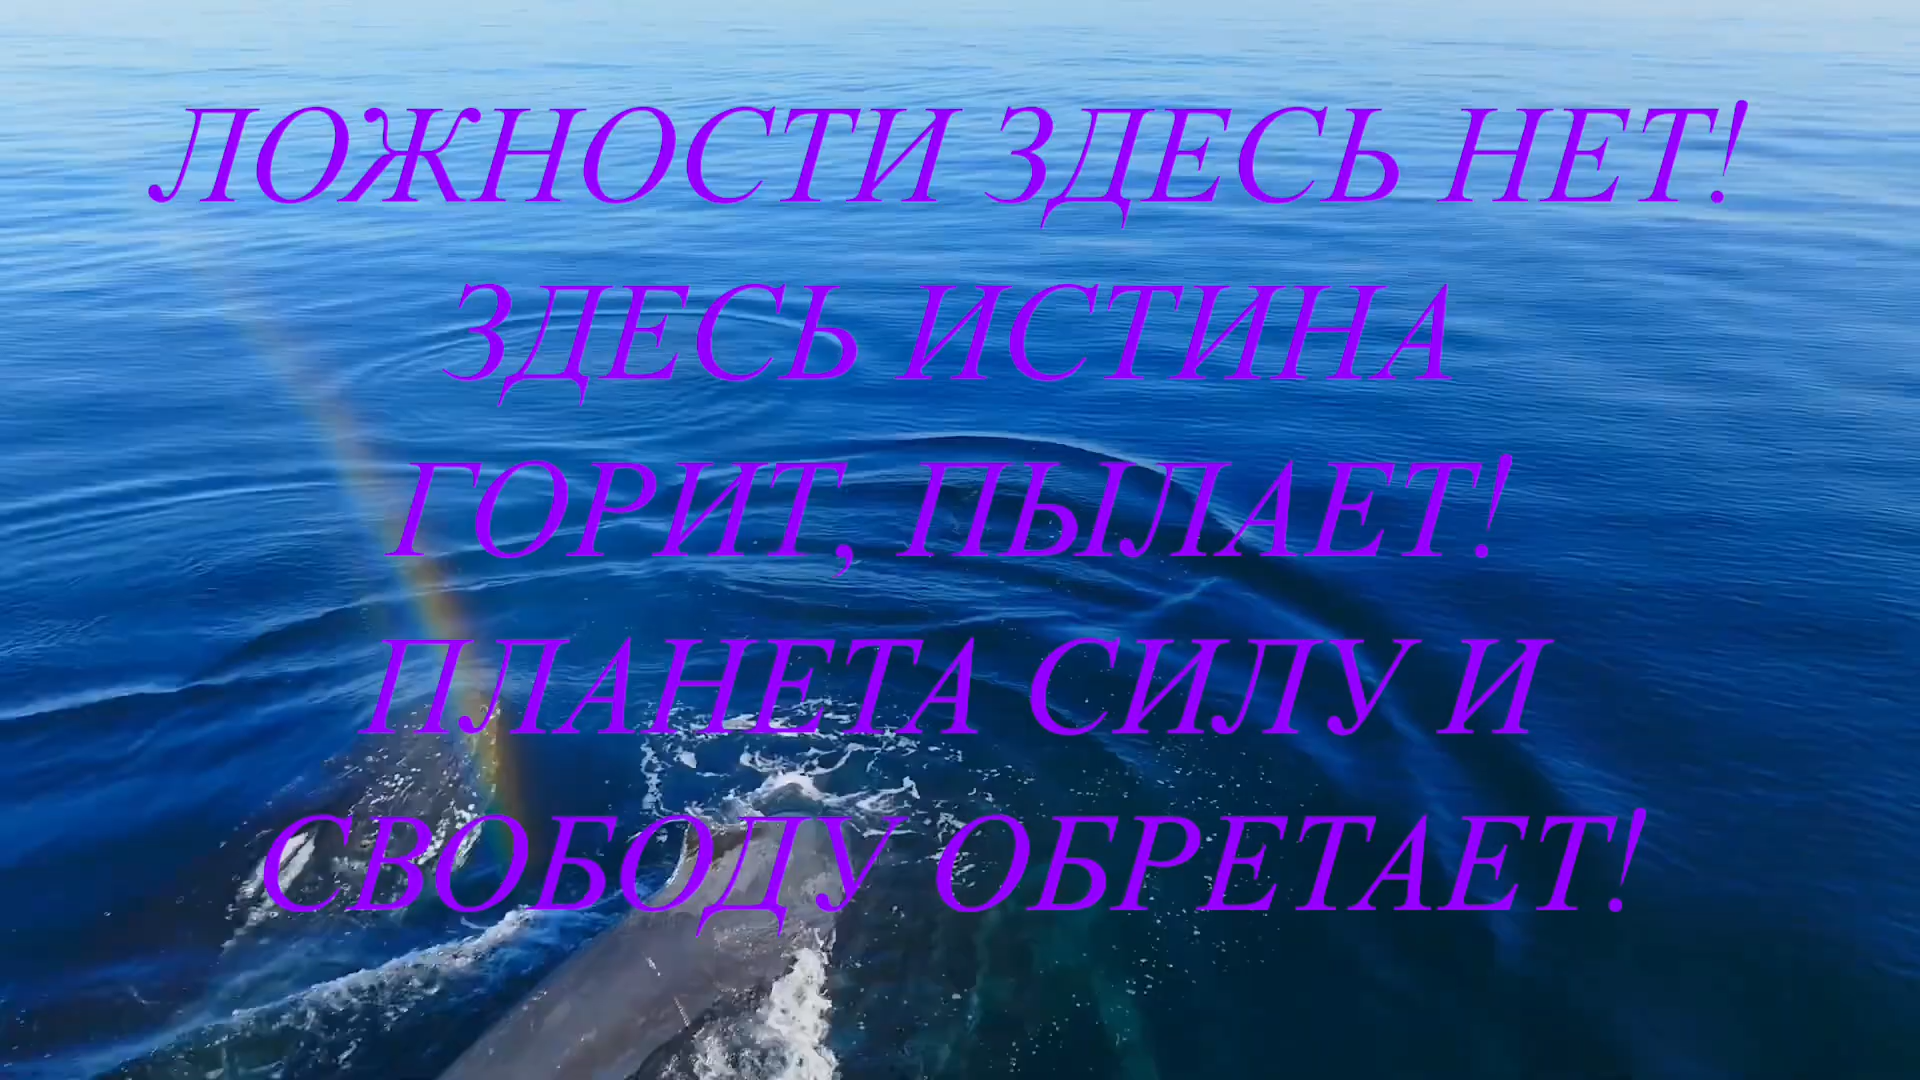 ЛОЖНОСТИ ЗДЕСЬ НЕТ!
ЗДЕСЬ ИСТИНА
ГОРИТ, ПЫЛАЕТ!
ПЛАНЕТА СИЛУ И
СВОБОДУ ОБРЕТАЕТ!